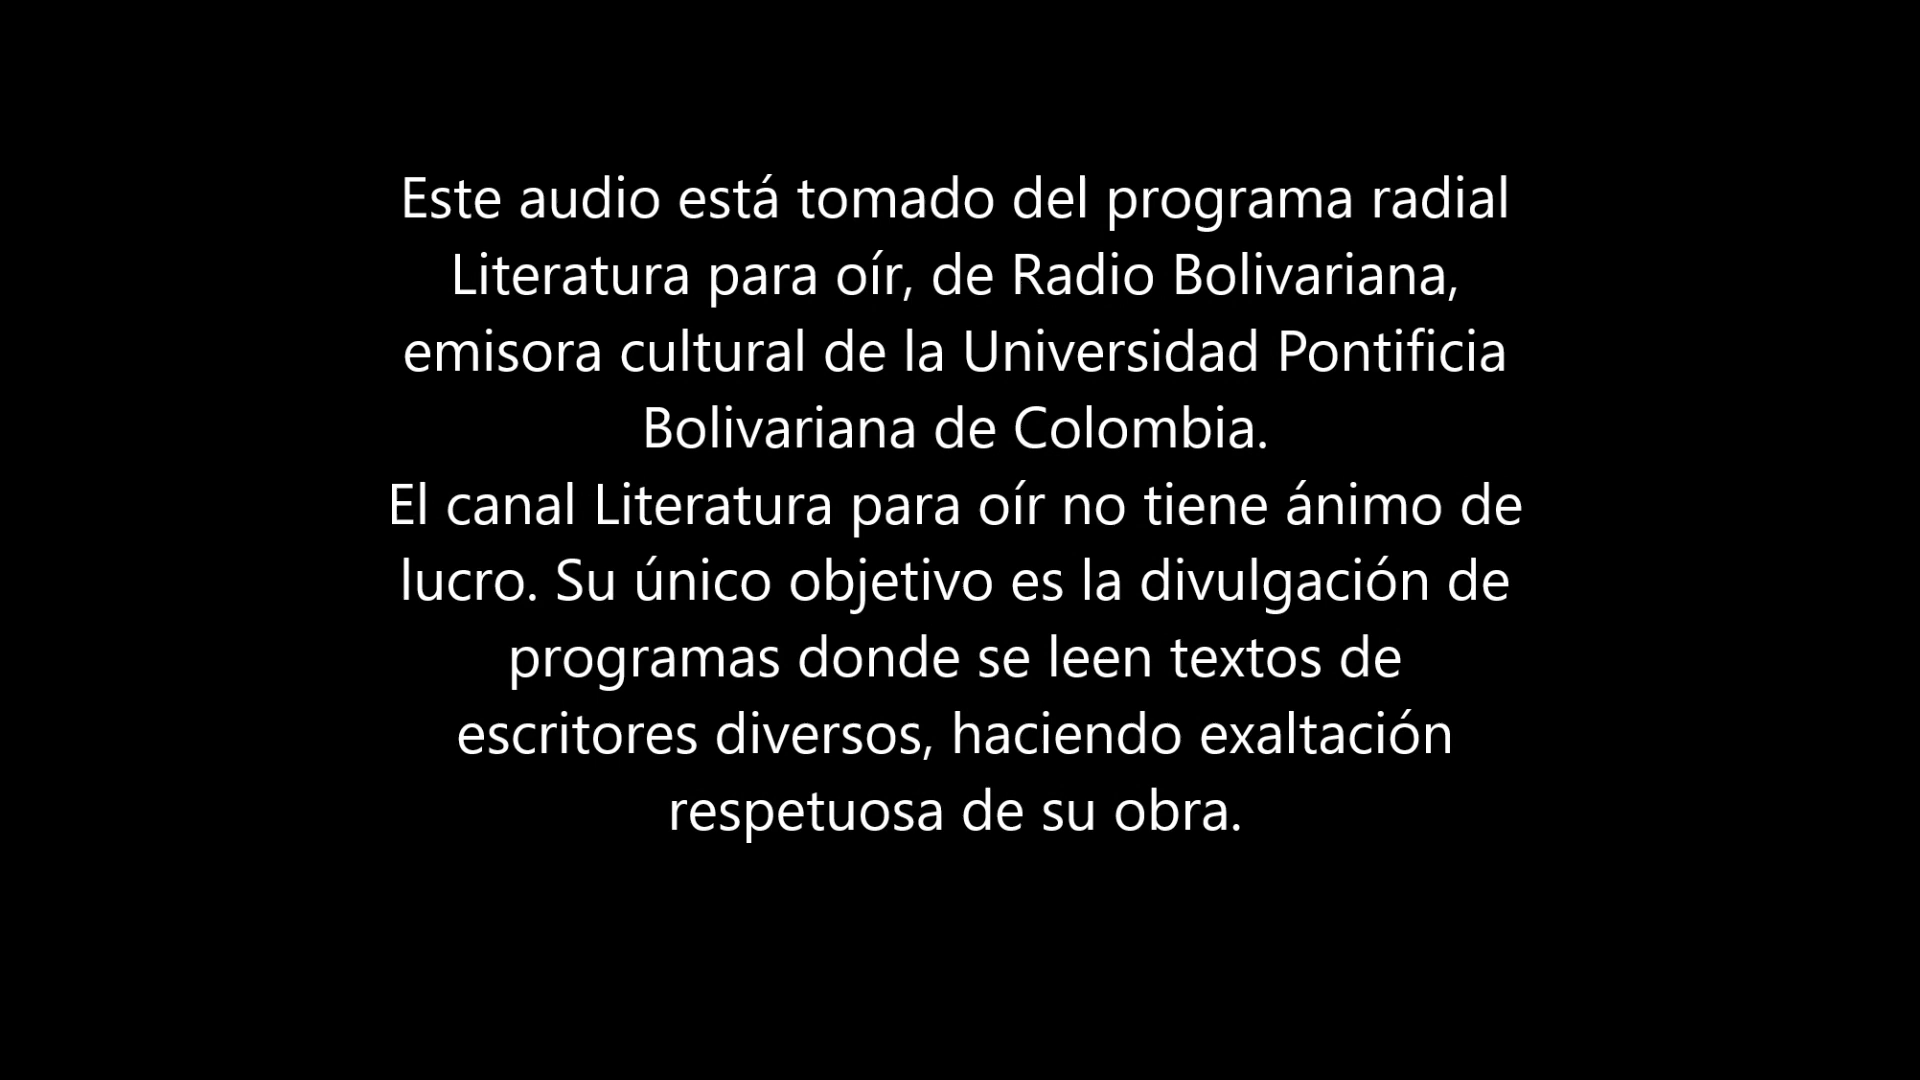 Este audio está tomado del programa radial
Literatura para oír, de Radio Bolivariana,
emisora cultural de la Universidad Pontificia
Bolivariana de Colombia.
El canal Literatura para oír no tiene ánimo de
lucro. Su único objetivo es la divulgación de
programas donde se leen textos de
escritores diversos, haciendo exaltación
respetuosa de su obra.